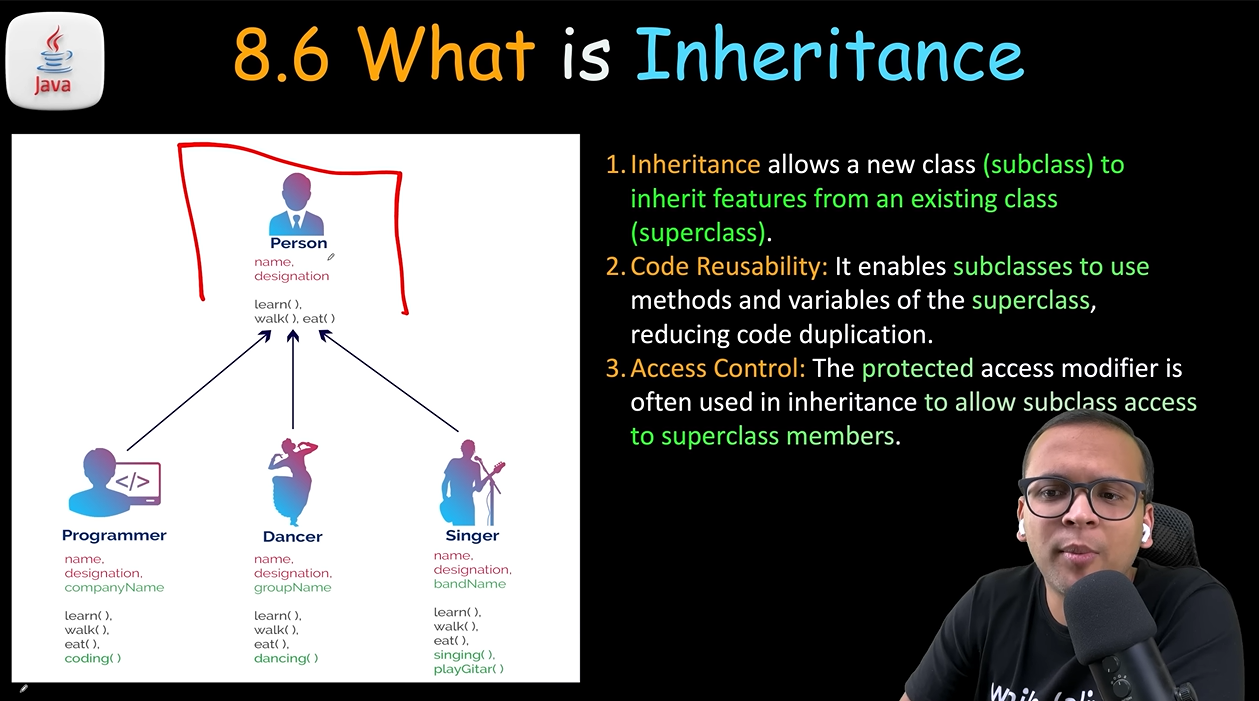 Java
8.6 What is Inheritance
Person
name,
designation
learn( ),
walk( ), eat( )
</>
Programmer
name,
designation,
companyName
learn( ),
walk( ),
eat( ),
coding( )
Dancer
name,
designation,
groupName
learn( ),
walk( ),
eat( ),
dancing( )
Singer
name,
designation,
bandName
learn( ),
walk( ),
eat( ),
singing( ),
playGitar( )
1. Inheritance allows a new class (subclass) to
inherit features from an existing class
(superclass).
2. Code Reusability: It enables subclasses to use
methods and variables of the superclass,
reducing code duplication.
3. Access Control: The protected access modifier is
often used in inheritance to allow subclass access
to superclass members.